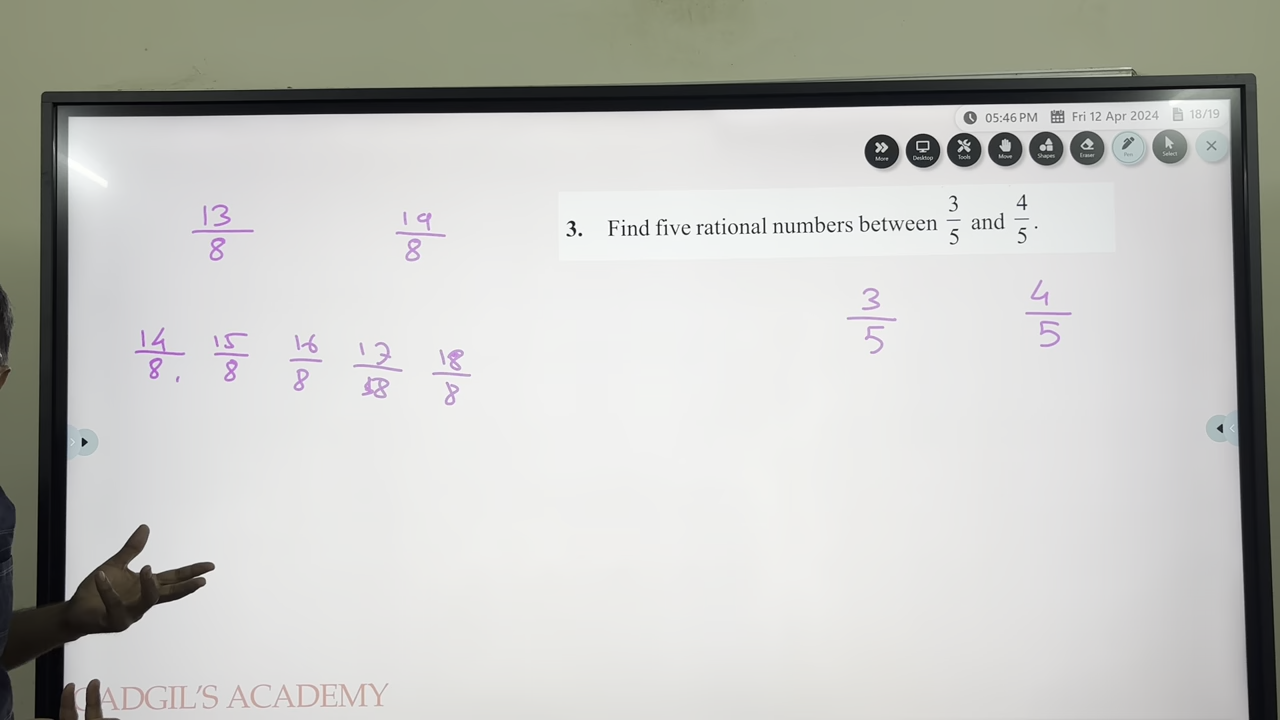 05:46 PM Fri 12 Apr 2024 18/19
More Desktop Tools Move Shapes Eraser Pen Select
3. Find five rational numbers between 3/5 and 4/5.
13/8 19/8
14/8, 15/8 16/8 17/8 18/8
3/5 4/5
GADGIL'S ACADEMY